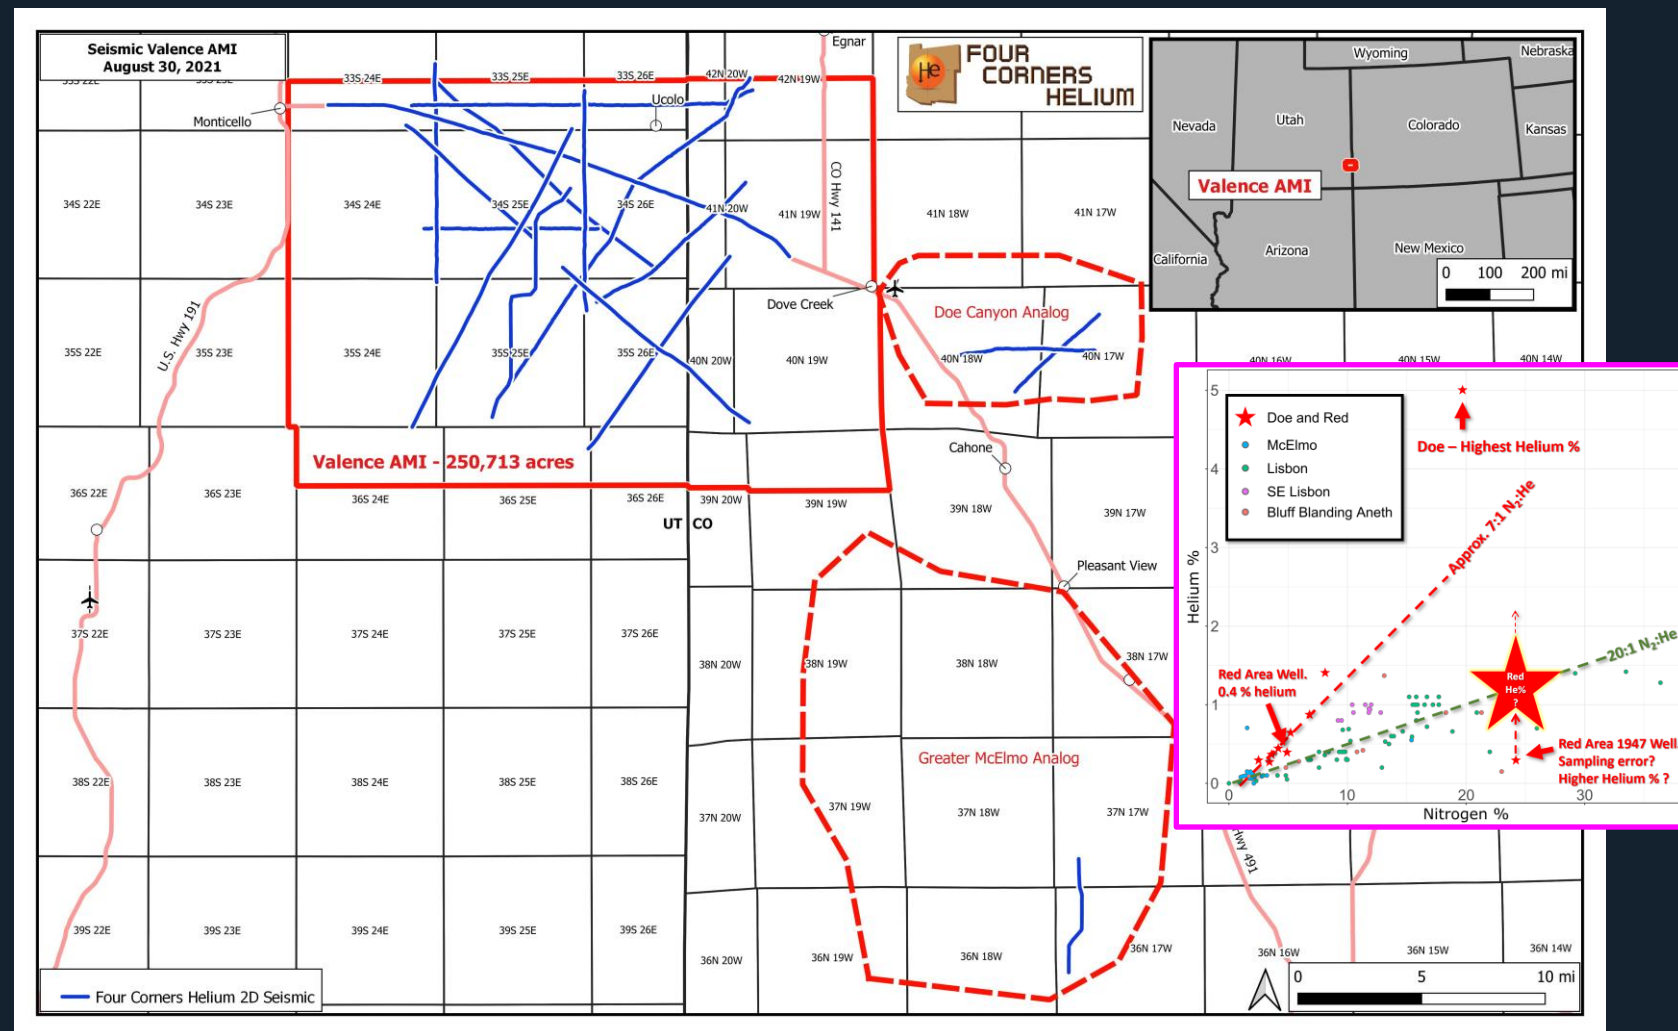 Seismic Valence AMI
August 30, 2021
Egnar
He
FOUR
CORNERS
HELIUM
Wyoming
Nebraska
Nevada
Utah
Colorado
Kansas
Valence AMI
California
Arizona
New Mexico
0 100 200 mi
33S 22E
33S 23E
33S 24E
33S 25E
33S 26E
42N 20W
42N 19W
Monticello
Ucolo
CO Hwy 141
34S 22E
34S 23E
34S 24E
34S 25E
34S 26E
41N 20W
41N 19W
41N 18W
41N 17W
Dove Creek
Doe Canyon Analog
U.S. Hwy 191
35S 22E
35S 23E
35S 24E
35S 25E
35S 26E
40N 20W
40N 19W
40N 18W
40N 17W
40N 16W
40N 15W
40N 14W
Valence AMI - 250,713 acres
Cahone
36S 22E
36S 23E
36S 24E
36S 25E
36S 26E
39N 20W
39N 19W
39N 18W
39N 17W
UT CO
Pleasant View
37S 22E
37S 23E
37S 24E
37S 25E
37S 26E
38N 20W
38N 19W
38N 18W
38N 17W
Greater McElmo Analog
38S 22E
38S 23E
38S 24E
38S 25E
38S 26E
37N 20W
37N 19W
37N 18W
37N 17W
Hwy 491
39S 22E
39S 23E
39S 24E
39S 25E
39S 26E
36N 20W
36N 19W
36N 18W
36N 17W
36N 16W
36N 15W
36N 14W
Four Corners Helium 2D Seismic
0 5 10 mi
Helium %
5
4
3
2
1
0
Doe and Red
McElmo
Lisbon
SE Lisbon
Bluff Blanding Aneth
Doe – Highest Helium %
Approx. 7:1 N₂:He
20:1 N₂:He
Red Area Well.
0.4 % helium
Red
He%
?
Red Area 1947 Well.
Sampling error?
Higher Helium % ?
0 10 20 30
Nitrogen %